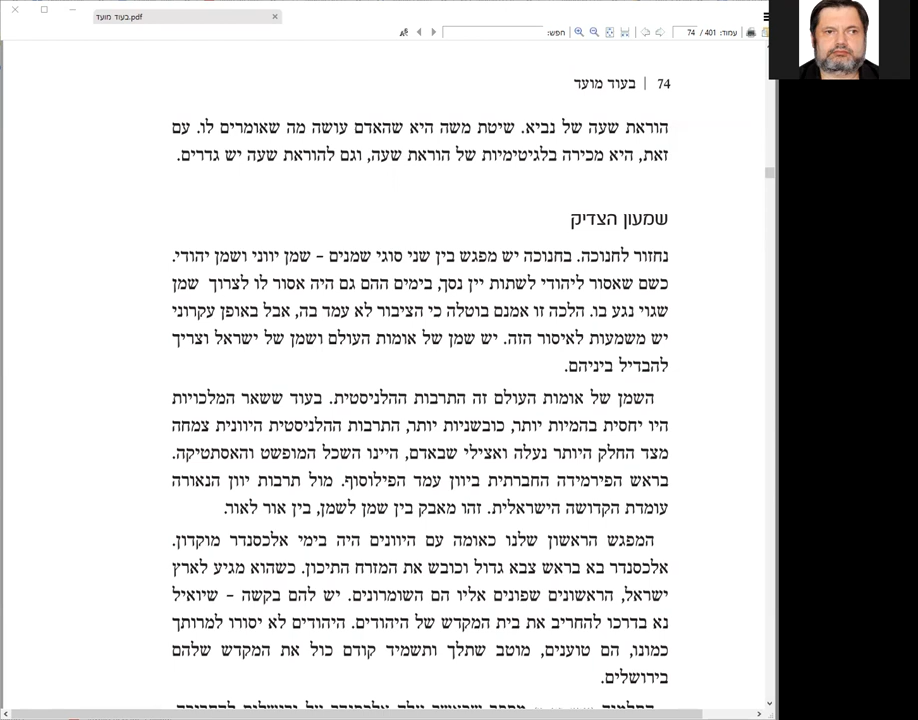 בעוד מועד.pdf
עמוד: 401 / 74
חפש:
74 | בעוד מועד
הוראת שעה של נביא. שיטת משה היא שהאדם עושה מה שאומרים לו. עם
זאת, היא מכירה בלגיטימיות של הוראת שעה, וגם להוראת שעה יש גדרים.
שמעון הצדיק
נחזור לחנוכה. בחנוכה יש מפגש בין שני סוגי שמנים – שמן יווני ושמן יהודי.
כשם שאסור ליהודי לשתות יין נסך, בימים ההם גם היה אסור לו לצרוך שמן
שגוי נגע בו. הלכה זו אמנם בוטלה כי הציבור לא עמד בה, אבל באופן עקרוני
יש משמעות לאיסור הזה. יש שמן של אומות העולם ושמן של ישראל וצריך
להבדיל ביניהם.
השמן של אומות העולם זה התרבות ההלניסטית. בעוד ששאר המלכויות
היו יחסית בהמיות יותר, כובשניות יותר, התרבות ההלניסטית היוונית צמחה
מצד החלק היותר נעלה ואצילי שבאדם, היינו השכל המופשט והאסתטיקה.
בראש הפירמידה החברתית ביוון עמד הפילוסוף. מול תרבות יוון הנאורה
עומדת הקדושה הישראלית. זהו מאבק בין שמן לשמן, בין אור לאור.
המפגש הראשון שלנו כאומה עם היוונים היה בימי אלכסנדר מוקדון.
אלכסנדר בא בראש צבא גדול וכובש את המזרח התיכון. כשהוא מגיע לארץ
ישראל, הראשונים שפונים אליו הם השומרונים. יש להם בקשה – שיואיל
נא בדרכו להחריב את בית המקדש של היהודים. היהודים לא יסורו למרותך
כמונו, הם טוענים, מוטב שתלך ותשמיד קודם כול את המקדש שלהם
בירושלים.